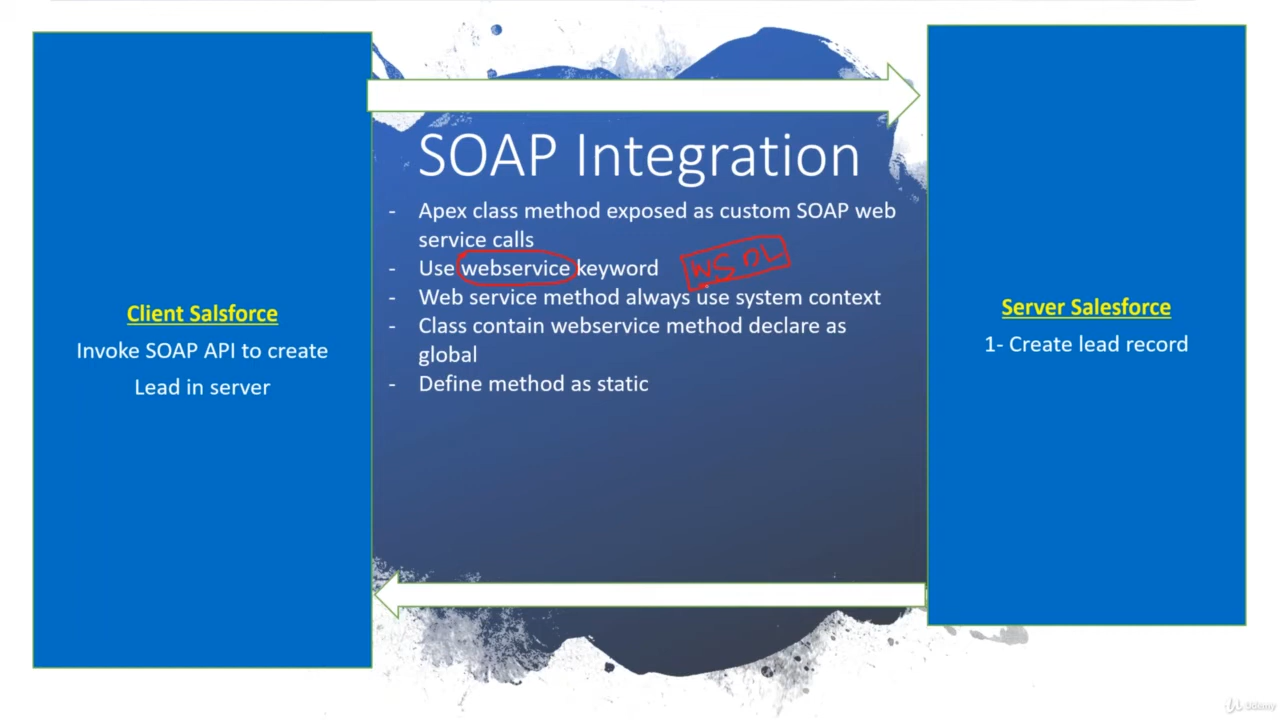 SOAP Integration
- Apex class method exposed as custom SOAP web
service calls
- Use webservice keyword WSDL
- Web service method always use system context
- Class contain webservice method declare as
global
- Define method as static
Client Salsforce
Invoke SOAP API to create
Lead in server
Server Salesforce
1- Create lead record
Udemy